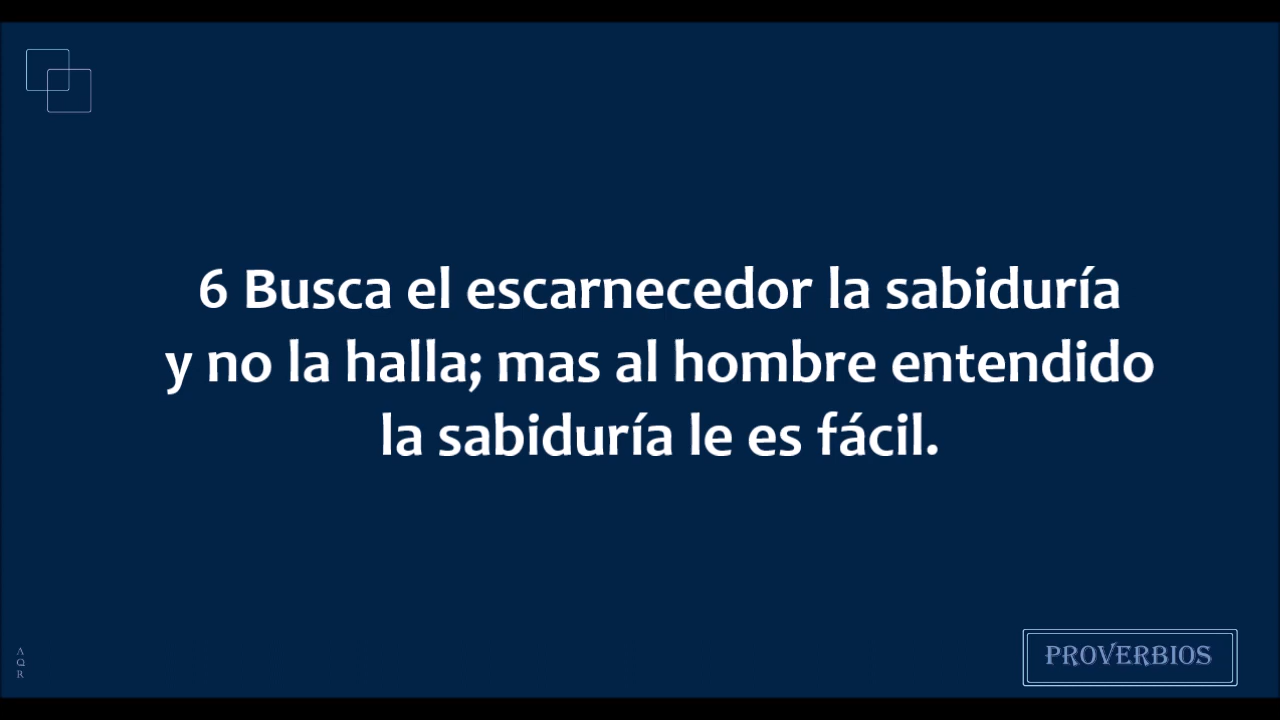 6 Busca el escarnecedor la sabiduría
y no la halla; mas al hombre entendido
la sabiduría le es fácil.
Λ
Q
R
PROVERBIOS